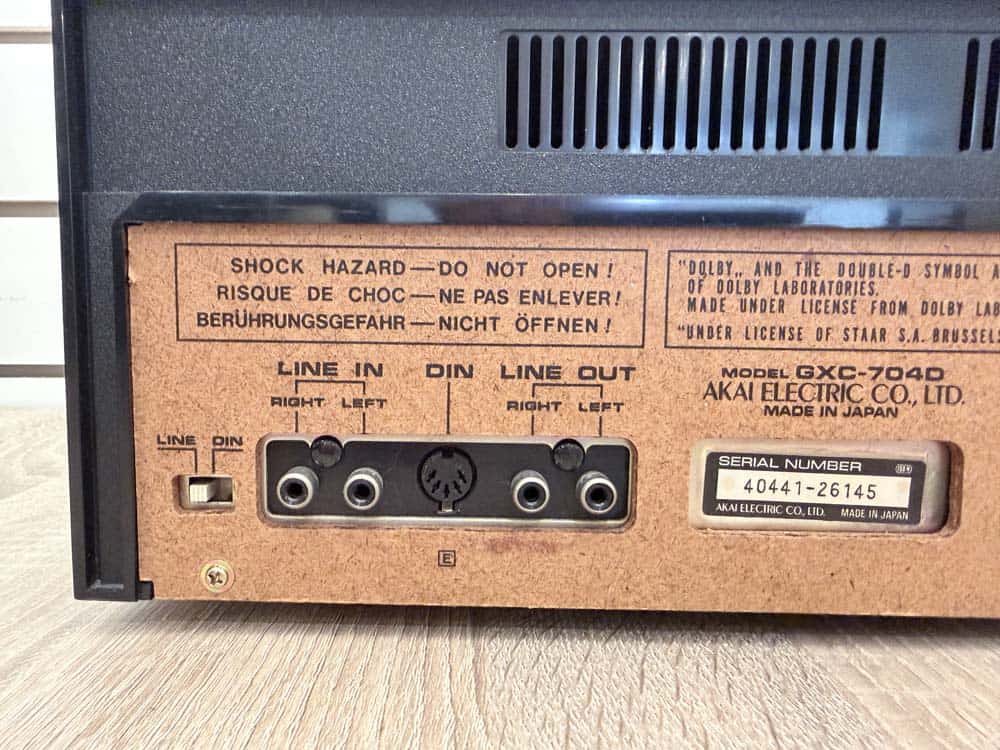 SHOCK HAZARD—DO NOT OPEN!
RISQUE DE CHOC—NE PAS ENLEVER!
BERÜHRUNGSGEFAHR—NICHT ÖFFNEN!
"DOLBY„ AND THE DOUBLE-D SYMBOL
OF DOLBY LABORATORIES.
MADE UNDER LICENSE FROM DOLBY
"UNDER LICENSE OF STAAR S.A. BRUSSELS
LINE IN DIN LINE OUT
RIGHT LEFT RIGHT LEFT
MODEL GXC-704D
AKAI ELECTRIC CO., LTD.
MADE IN JAPAN
LINE DIN
SERIAL NUMBER
40441-26145
AKAI ELECTRIC CO., LTD. MADE IN JAPAN
E